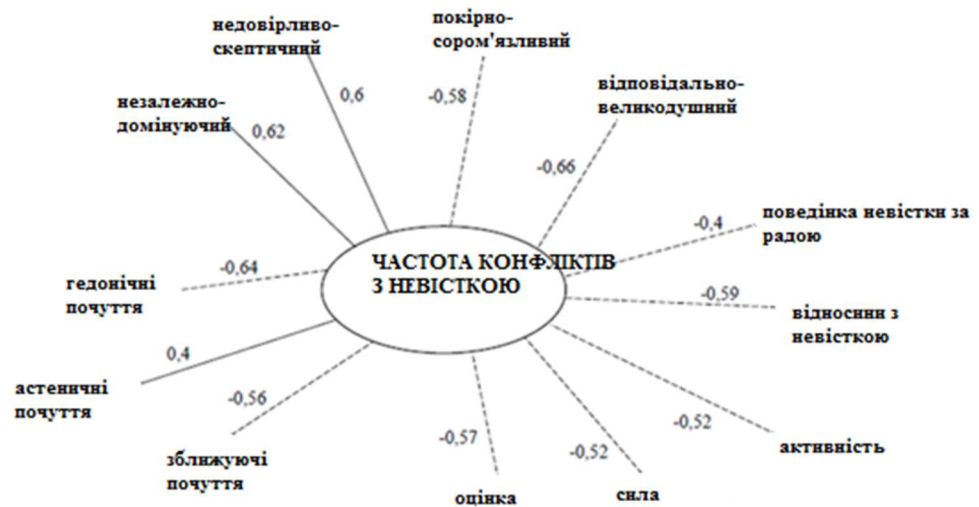 недовірливо-
скептичний
покірно-
сором'язливий
відповідально-
великодушний
незалежно-
домінуючий
0,6
-0,58
0,62
-0,66
поведінка невістки за
радою
-0,4
ЧАСТОТА КОНФЛІКТІВ
З НЕВІСТКОЮ
-0,64
гедонічні
почуття
-0,59
відносини з
невісткою
0,4
астеничні
почуття
-0,56
зближуючі
почуття
-0,57
оцінка
-0,52
сила
-0,52
активність